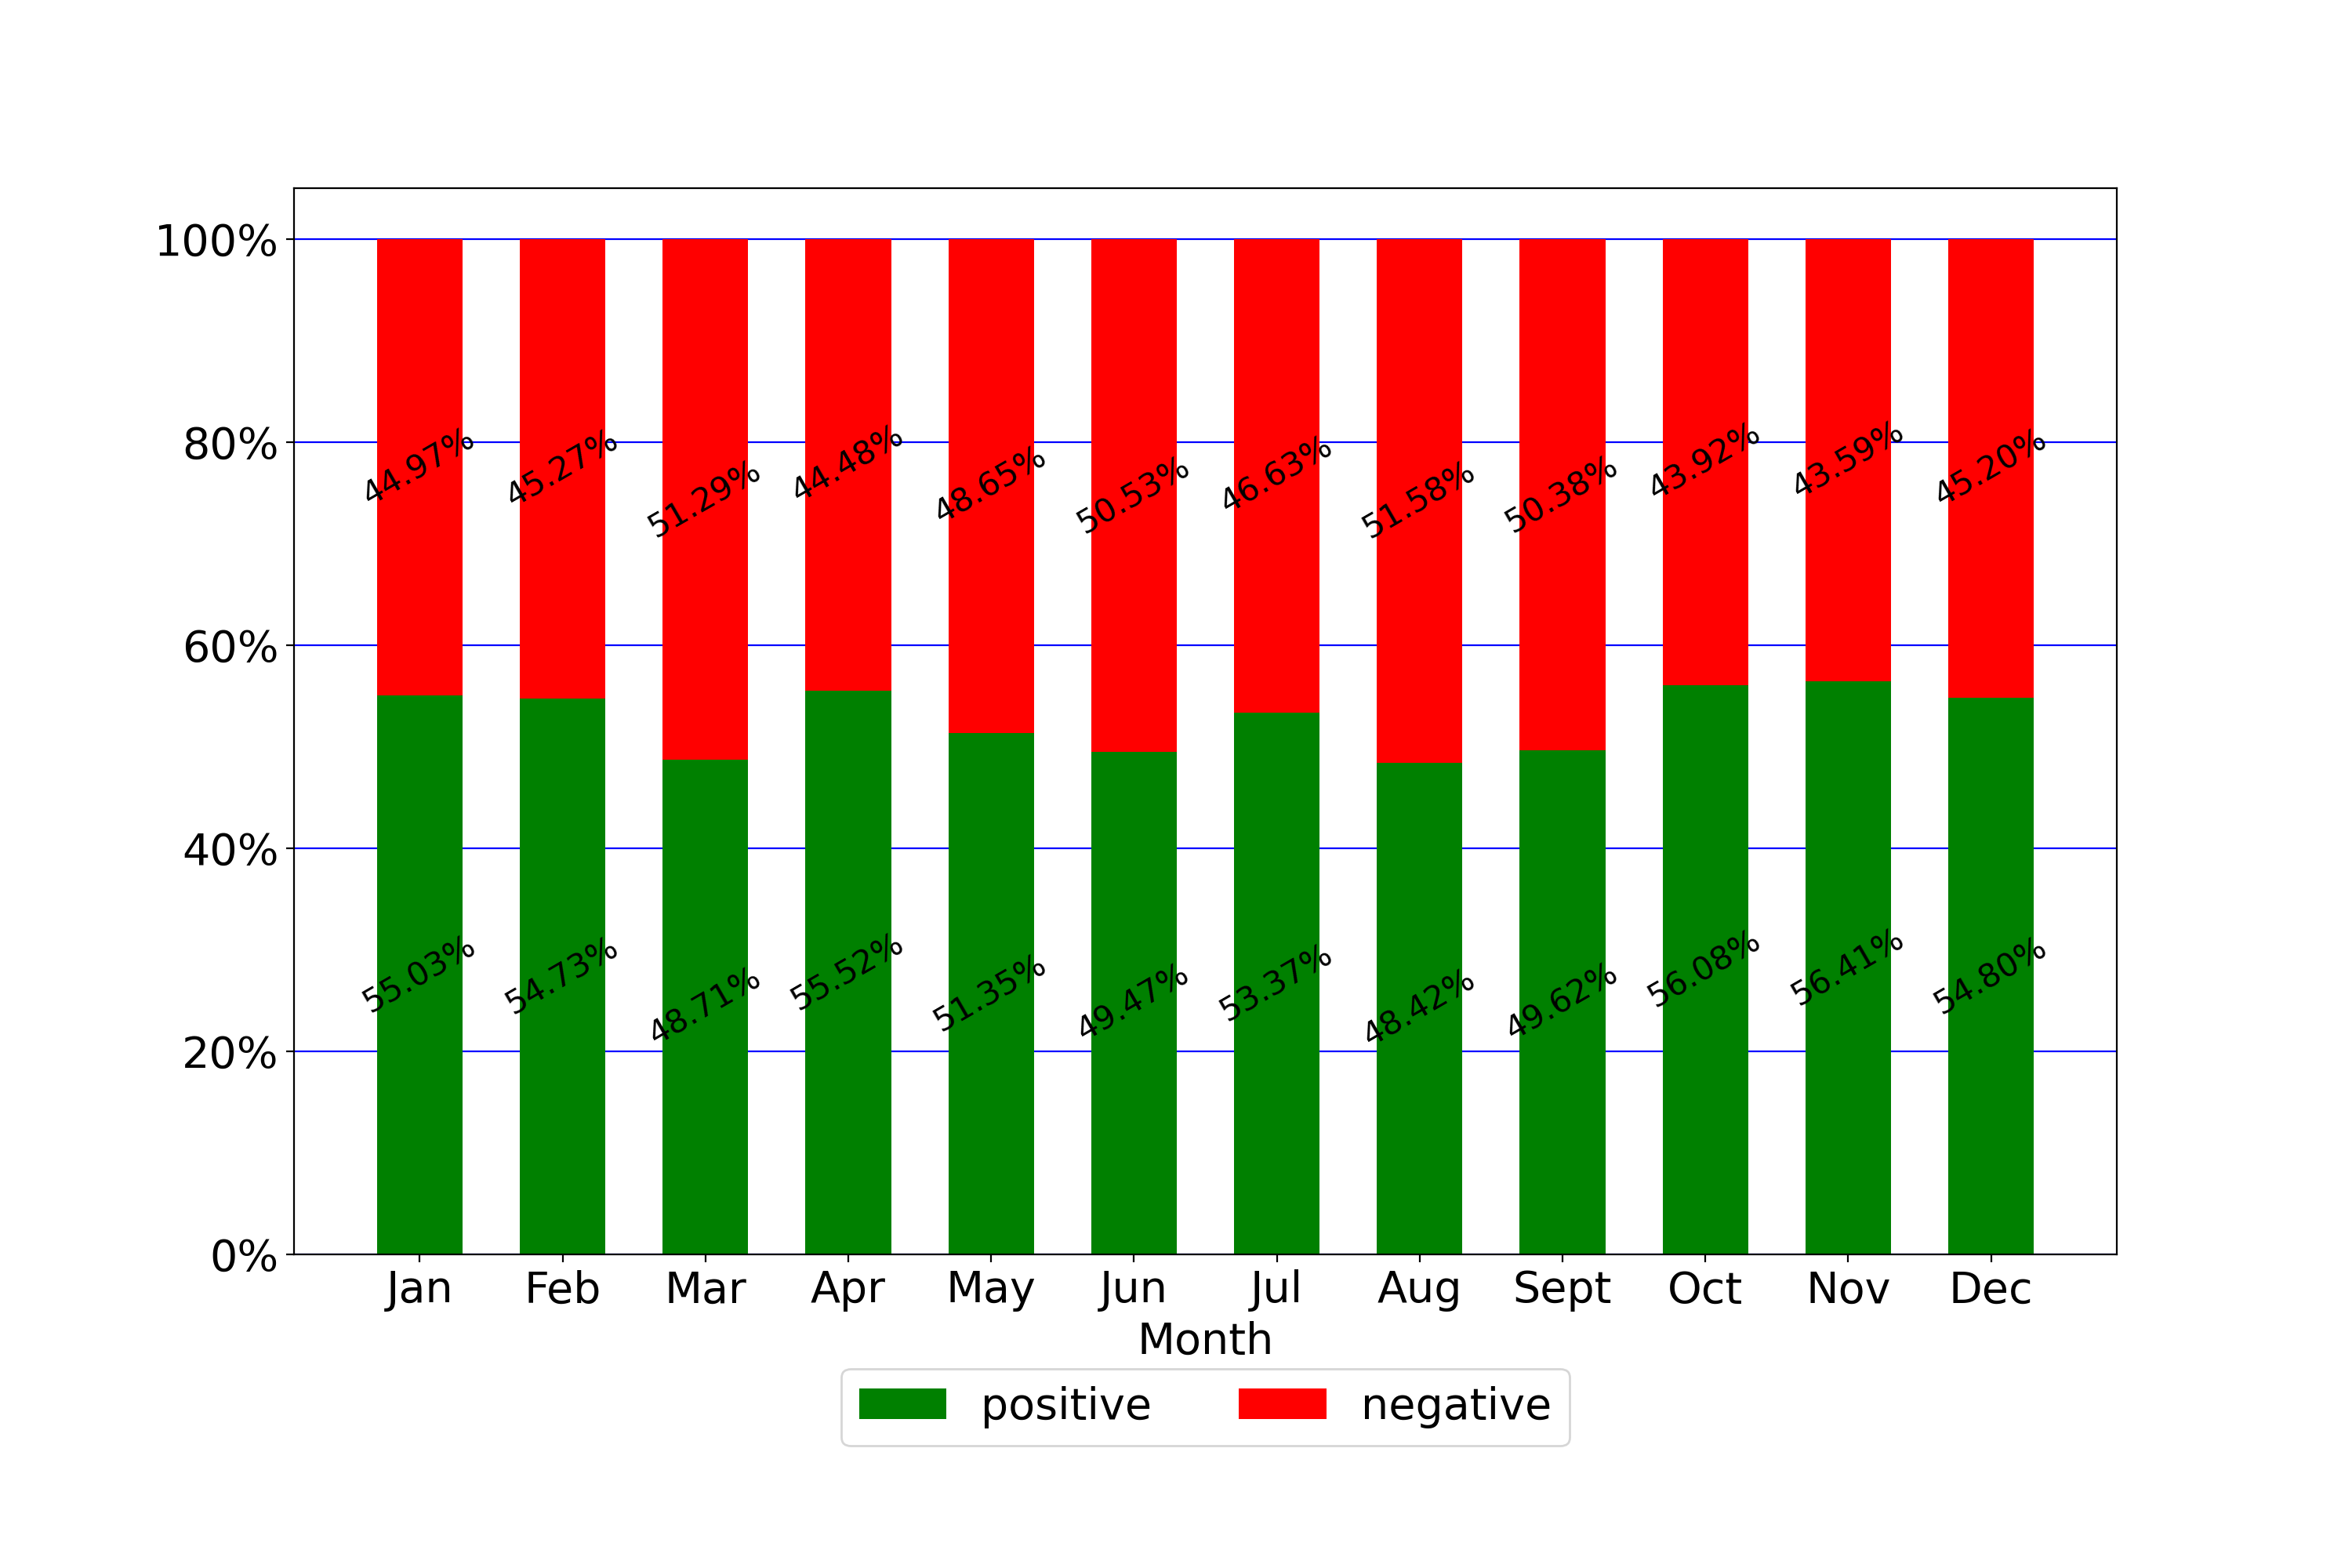 100%
80%
60%
40%
20%
0%
44.97% 45.27% 51.29% 44.48% 48.65% 50.53% 46.63% 51.58% 50.38% 43.92% 43.59% 45.20%
55.03% 54.73% 48.71% 55.52% 51.35% 49.47% 53.37% 48.42% 49.62% 56.08% 56.41% 54.80%
Jan Feb Mar Apr May Jun Jul Aug Sept Oct Nov Dec
Month
positive negative